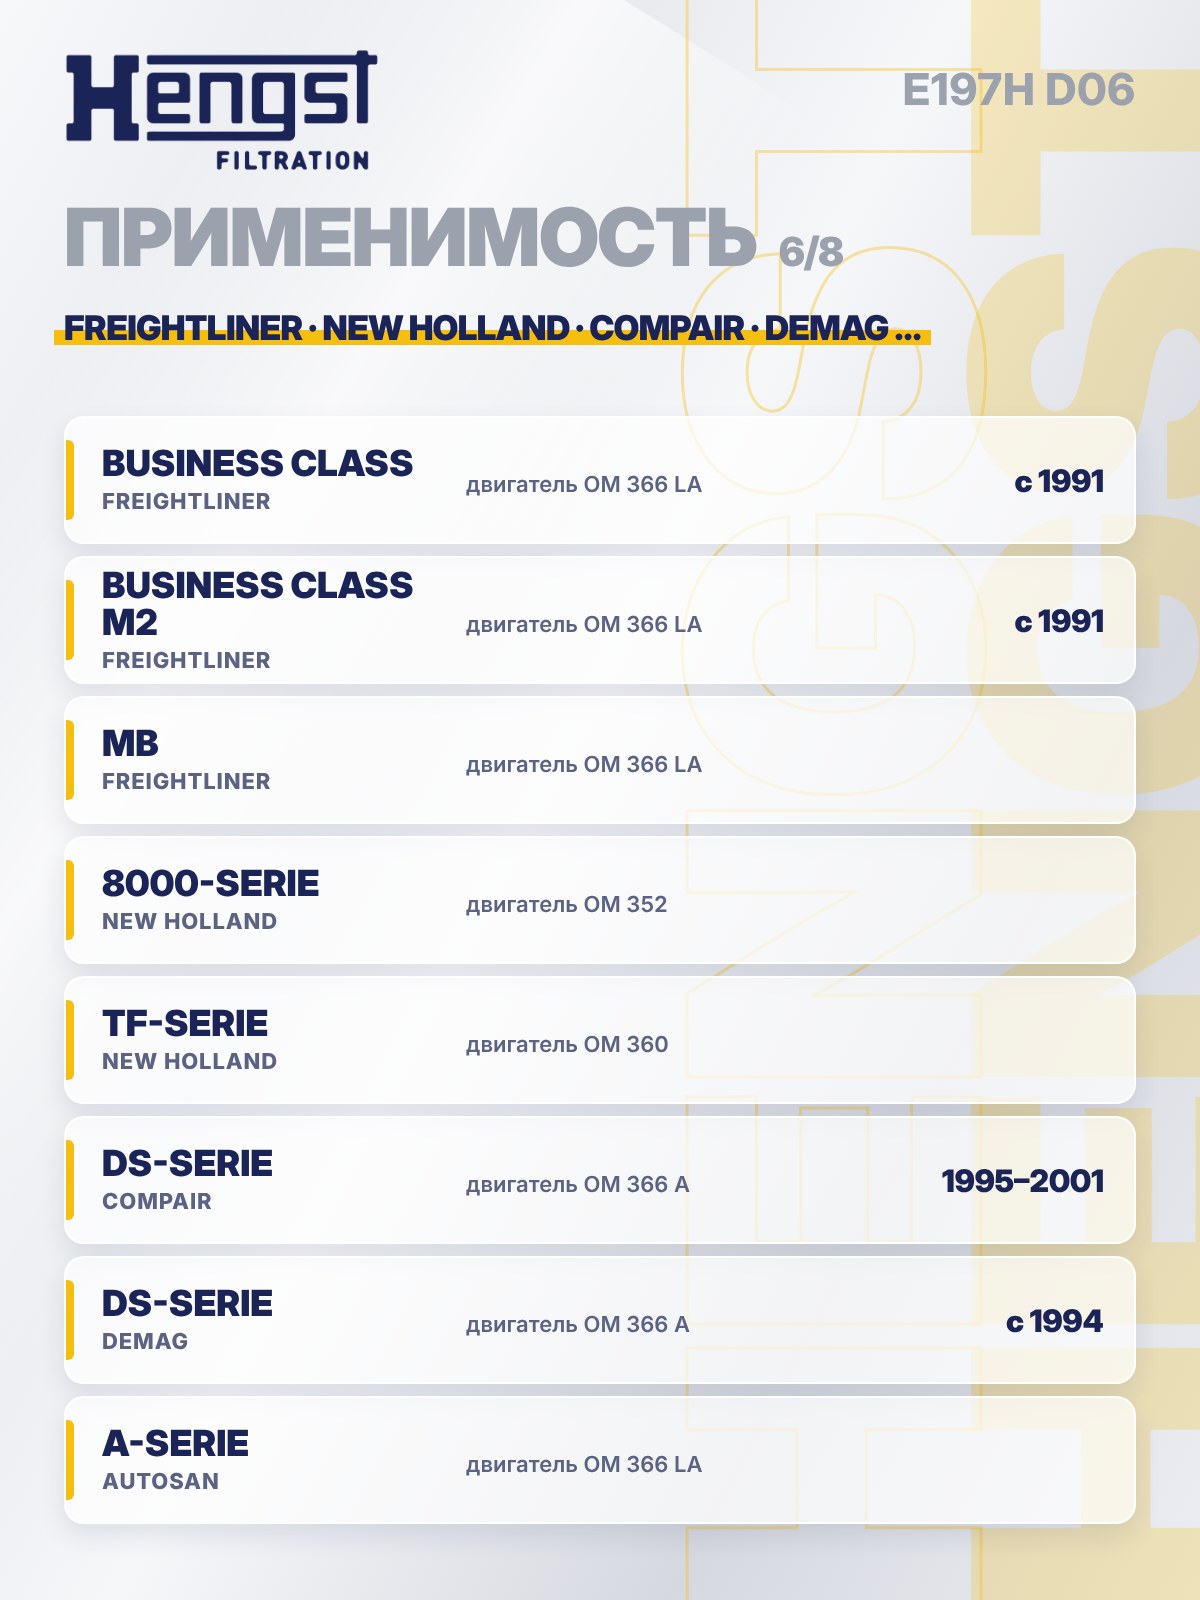 Hengst
FILTRATION
E197H D06
ПРИМЕНИМОСТЬ 6/8
FREIGHTLINER · NEW HOLLAND · COMPAIR · DEMAG ...
BUSINESS CLASS
FREIGHTLINER
двигатель OM 366 LA
с 1991
BUSINESS CLASS
M2
FREIGHTLINER
двигатель OM 366 LA
с 1991
MB
FREIGHTLINER
двигатель OM 366 LA
8000-SERIE
NEW HOLLAND
двигатель OM 352
TF-SERIE
NEW HOLLAND
двигатель OM 360
DS-SERIE
COMPAIR
двигатель OM 366 A
1995–2001
DS-SERIE
DEMAG
двигатель OM 366 A
с 1994
A-SERIE
AUTOSAN
двигатель OM 366 LA
HENGST
HENGST